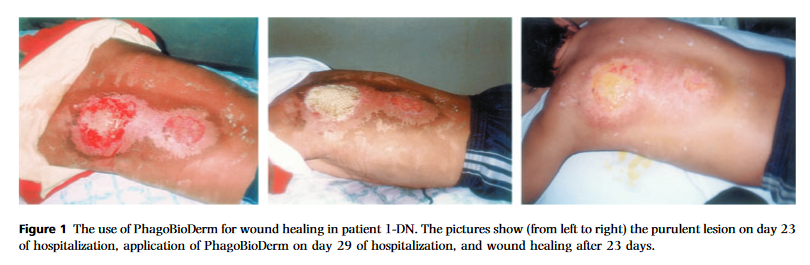 Figure 1 The use of PhagoBioDerm for wound healing in patient 1-DN. The pictures show (from left to right) the purulent lesion on day 23
of hospitalization, application of PhagoBioDerm on day 29 of hospitalization, and wound healing after 23 days.